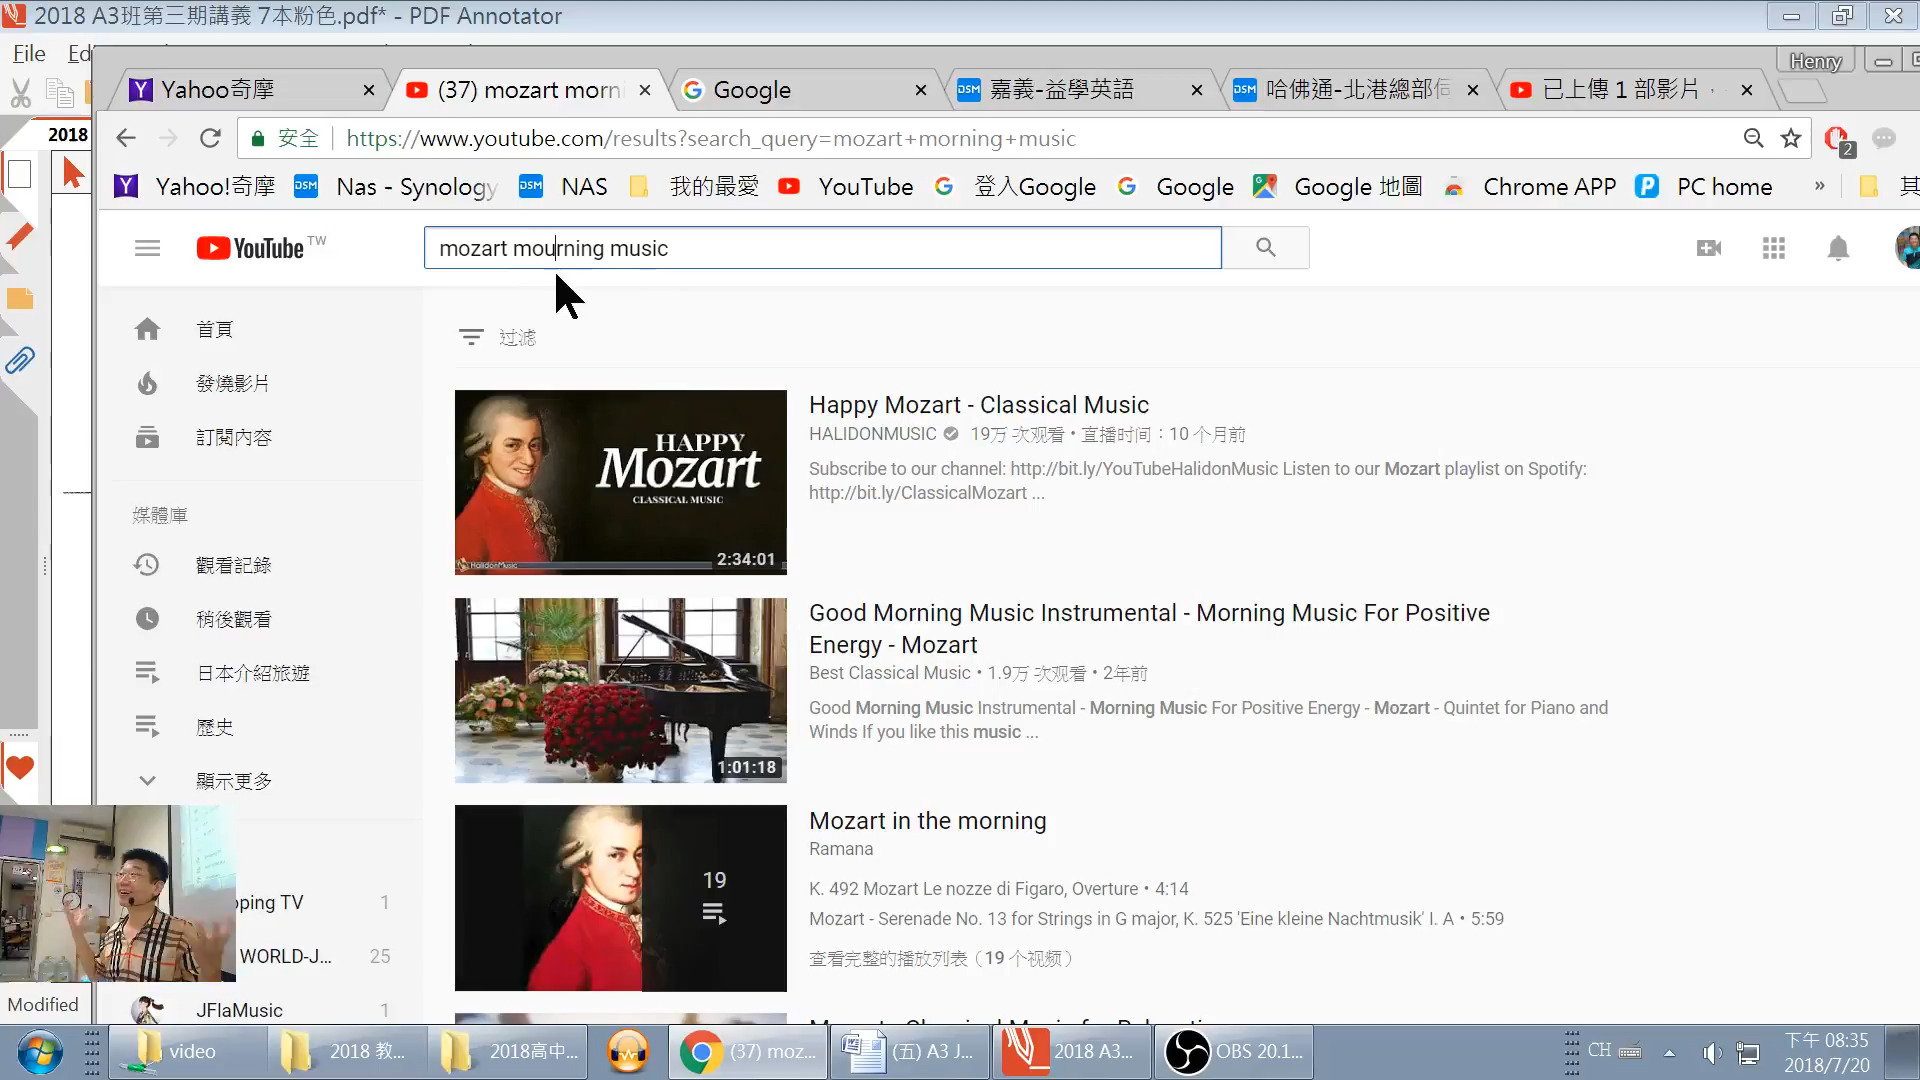 2018 A3班第三期講義 7本粉色.pdf* - PDF Annotator
File Ed
Henry
Yahoo奇摩
(37) mozart morn
Google
嘉義-益學英語
哈佛通-北港總部伺
已上傳 1 部影片，
2018
安全 https://www.youtube.com/results?search_query=mozart+morning+music
2
Yahoo!奇摩 Nas - Synology NAS 我的最愛 YouTube 登入Google Google Google 地圖 Chrome APP PC home » 其
YouTube TW
mozart mourning music
首頁
過滤
發燒影片
訂閱內容
媒體庫
觀看記錄
稍後觀看
日本介紹旅遊
歷史
顯示更多
HAPPY
Mozart
CLASSICAL MUSIC
HalidonMusic
2:34:01
Happy Mozart - Classical Music
HALIDONMUSIC 19万 次观看 • 直播时间：10 个月前
Subscribe to our channel: http://bit.ly/YouTubeHalidonMusic Listen to our Mozart playlist on Spotify:
http://bit.ly/ClassicalMozart ...
1:01:18
Good Morning Music Instrumental - Morning Music For Positive
Energy - Mozart
Best Classical Music • 1.9万 次观看 • 2年前
Good Morning Music Instrumental - Morning Music For Positive Energy - Mozart - Quintet for Piano and
Winds If you like this music ...
19
Mozart in the morning
Ramana
K. 492 Mozart Le nozze di Figaro, Overture • 4:14
Mozart - Serenade No. 13 for Strings in G major, K. 525 'Eine kleine Nachtmusik' I. A • 5:59
查看完整的播放列表（19 个视频）
pping TV 1
WORLD-J... 25
JFlaMusic 1
Modified
video
2018 教...
2018高中...
(37) moz...
(五) A3 J...
2018 A3...
OBS 20.1...
CH
下午 08:35
2018/7/20